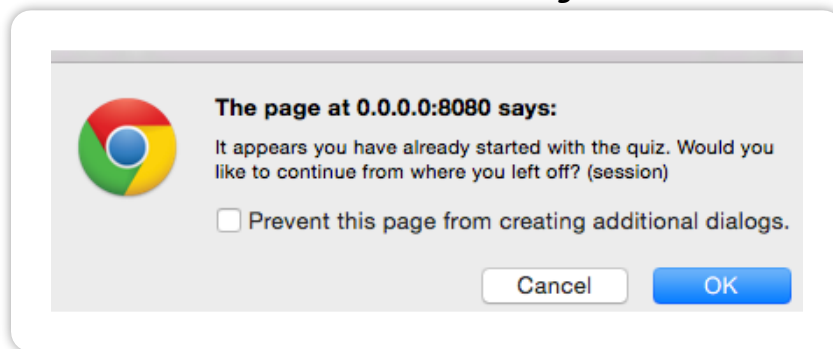 The page at 0.0.0.0:8080 says:
It appears you have already started with the quiz. Would you
like to continue from where you left off? (session)
Prevent this page from creating additional dialogs.
Cancel OK